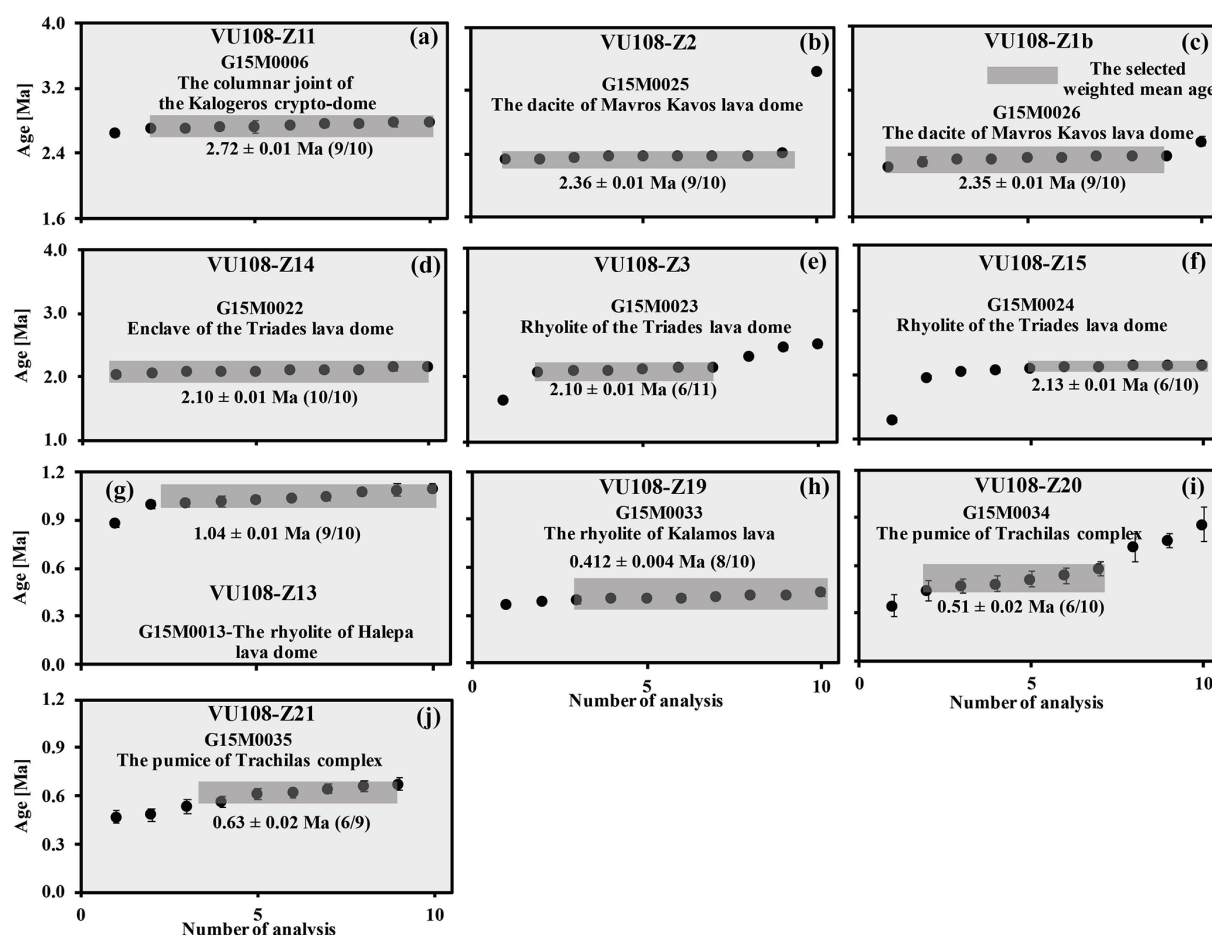 VU108-Z11 (a)
G15M0006
The columnar joint of
the Kalogeros crypto-dome
2.72 ± 0.01 Ma (9/10)
Age [Ma]
4.0
3.2
2.4
1.6
VU108-Z2 (b)
G15M0025
The dacite of Mavros Kavos lava dome
2.36 ± 0.01 Ma (9/10)
VU108-Z1b (c)
The selected
weighted mean age
G15M0026
The dacite of Mavros Kavos lava dome
2.35 ± 0.01 Ma (9/10)
VU108-Z14 (d)
G15M0022
Enclave of the Triades lava dome
2.10 ± 0.01 Ma (10/10)
Age [Ma]
4.0
3.0
2.0
1.0
VU108-Z3 (e)
G15M0023
Rhyolite of the Triades lava dome
2.10 ± 0.01 Ma (6/11)
VU108-Z15 (f)
G15M0024
Rhyolite of the Triades lava dome
2.13 ± 0.01 Ma (6/10)
(g)
1.04 ± 0.01 Ma (9/10)
VU108-Z13
G15M0013-The rhyolite of Halepa
lava dome
Age [Ma]
1.2
0.9
0.6
0.3
0.0
VU108-Z19 (h)
G15M0033
The rhyolite of Kalamos lava
0.412 ± 0.004 Ma (8/10)
0 5 10
Number of analysis
VU108-Z20 (i)
G15M0034
The pumice of Trachilas complex
0.51 ± 0.02 Ma (6/10)
0 5 10
Number of analysis
VU108-Z21 (j)
G15M0035
The pumice of Trachilas complex
0.63 ± 0.02 Ma (6/9)
Age [Ma]
1.2
0.9
0.6
0.3
0.0
0 5 10
Number of analysis